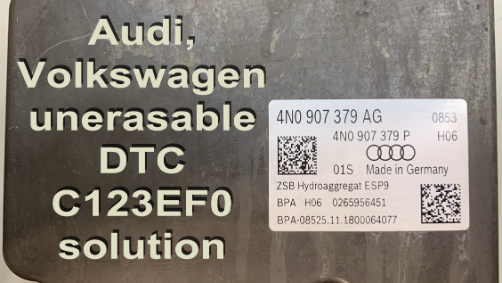 Audi,
Volkswagen
unerasable
DTC
C123EF0
solution
4N0 907 379 AG 0853
4N0 907 379 P H06
01S Made in Germany
ZSB Hydroaggregat ESP9
BPA H06 0265956451
BPA-08525.11.1800064077